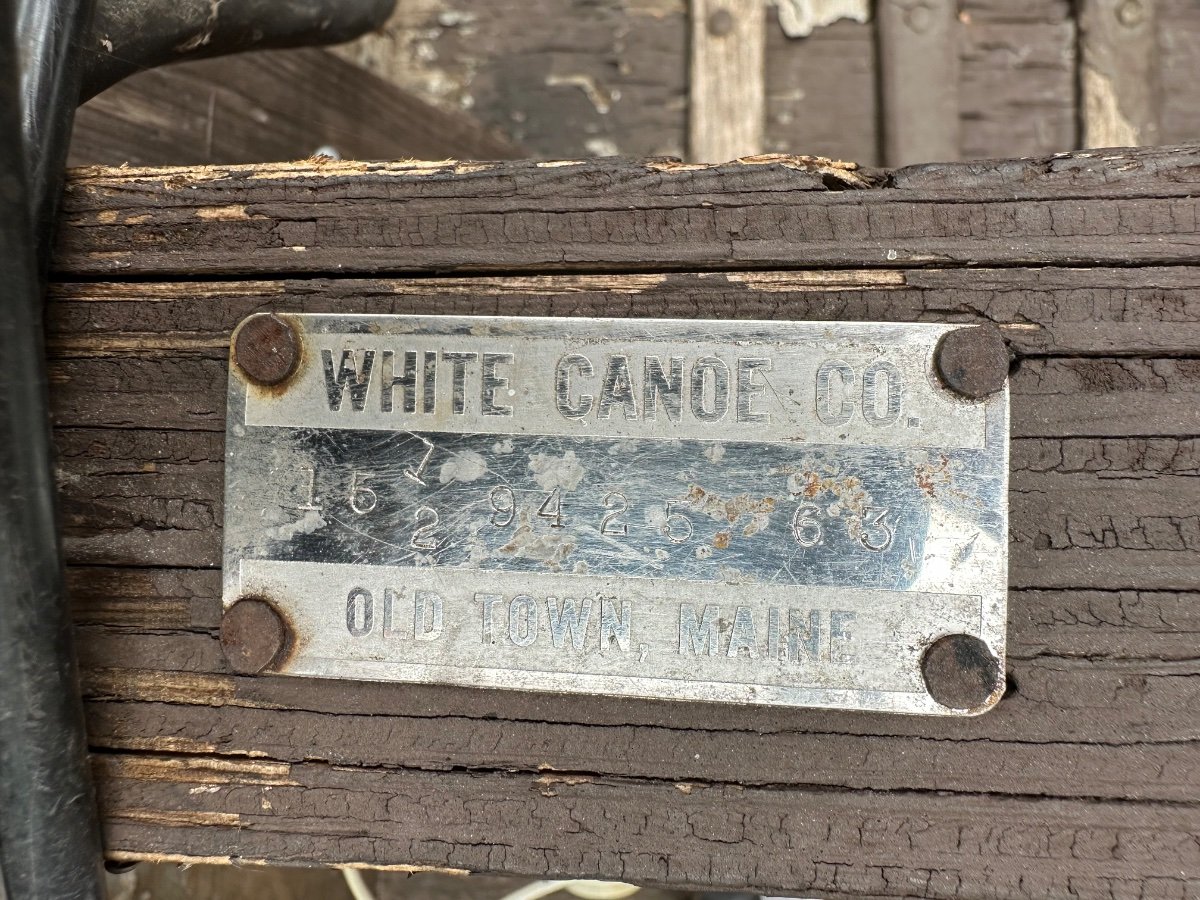 WHITE CANOE CO.
16 1/2 9425 63
OLD TOWN, MAINE